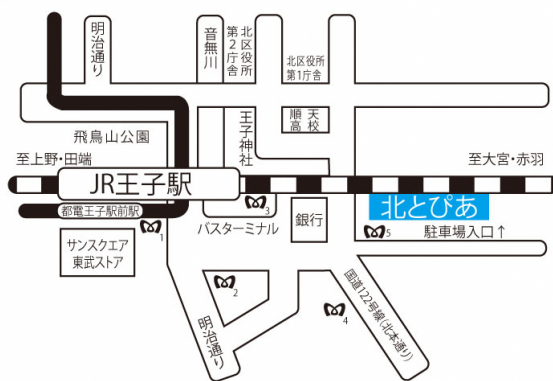 明治通り
音無川
北区役所
第2庁舎
北区役所
第1庁舎
順天
高校
飛鳥山公園
王子神社
至上野・田端
至大宮・赤羽
JR王子駅
北とぴあ
都電王子駅前駅
3
バスターミナル
銀行
1
5
駐車場入口↑
サンスクエア
東武ストア
2
4
明治通り
国道122号線(北本通り)